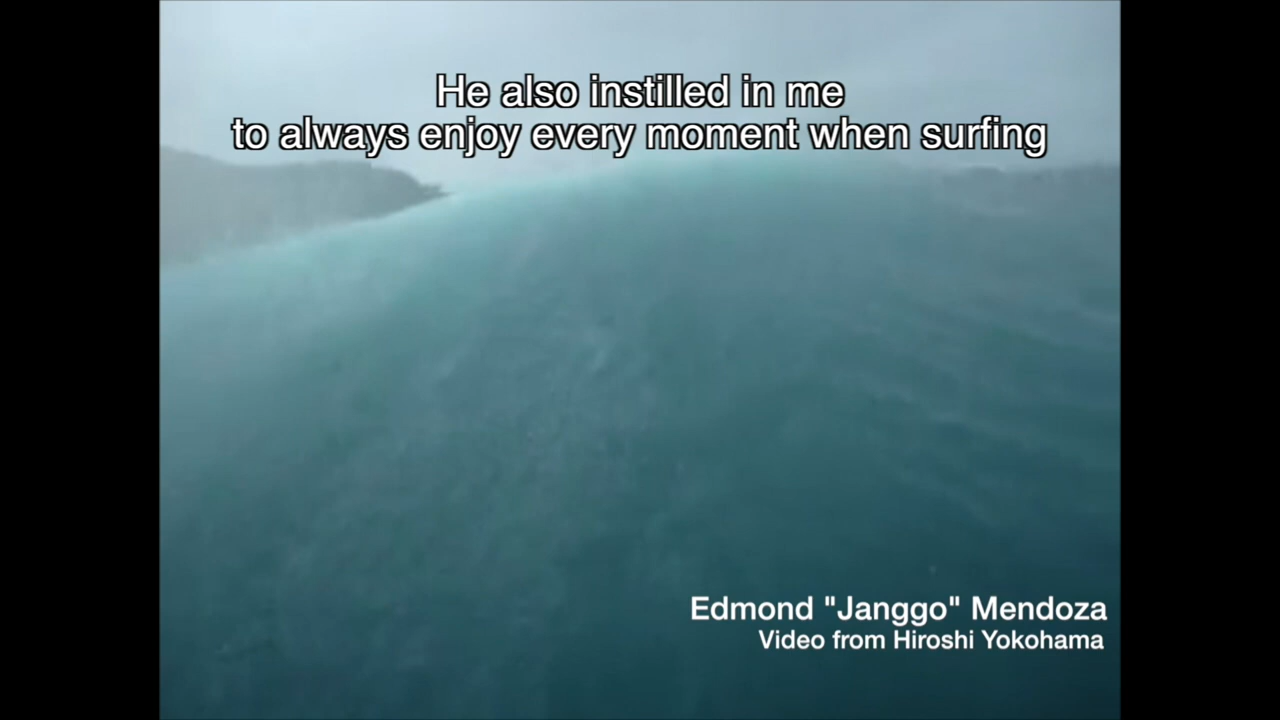 He also instilled in me
to always enjoy every moment when surfing
Edmond "Janggo" Mendoza
Video from Hiroshi Yokohama